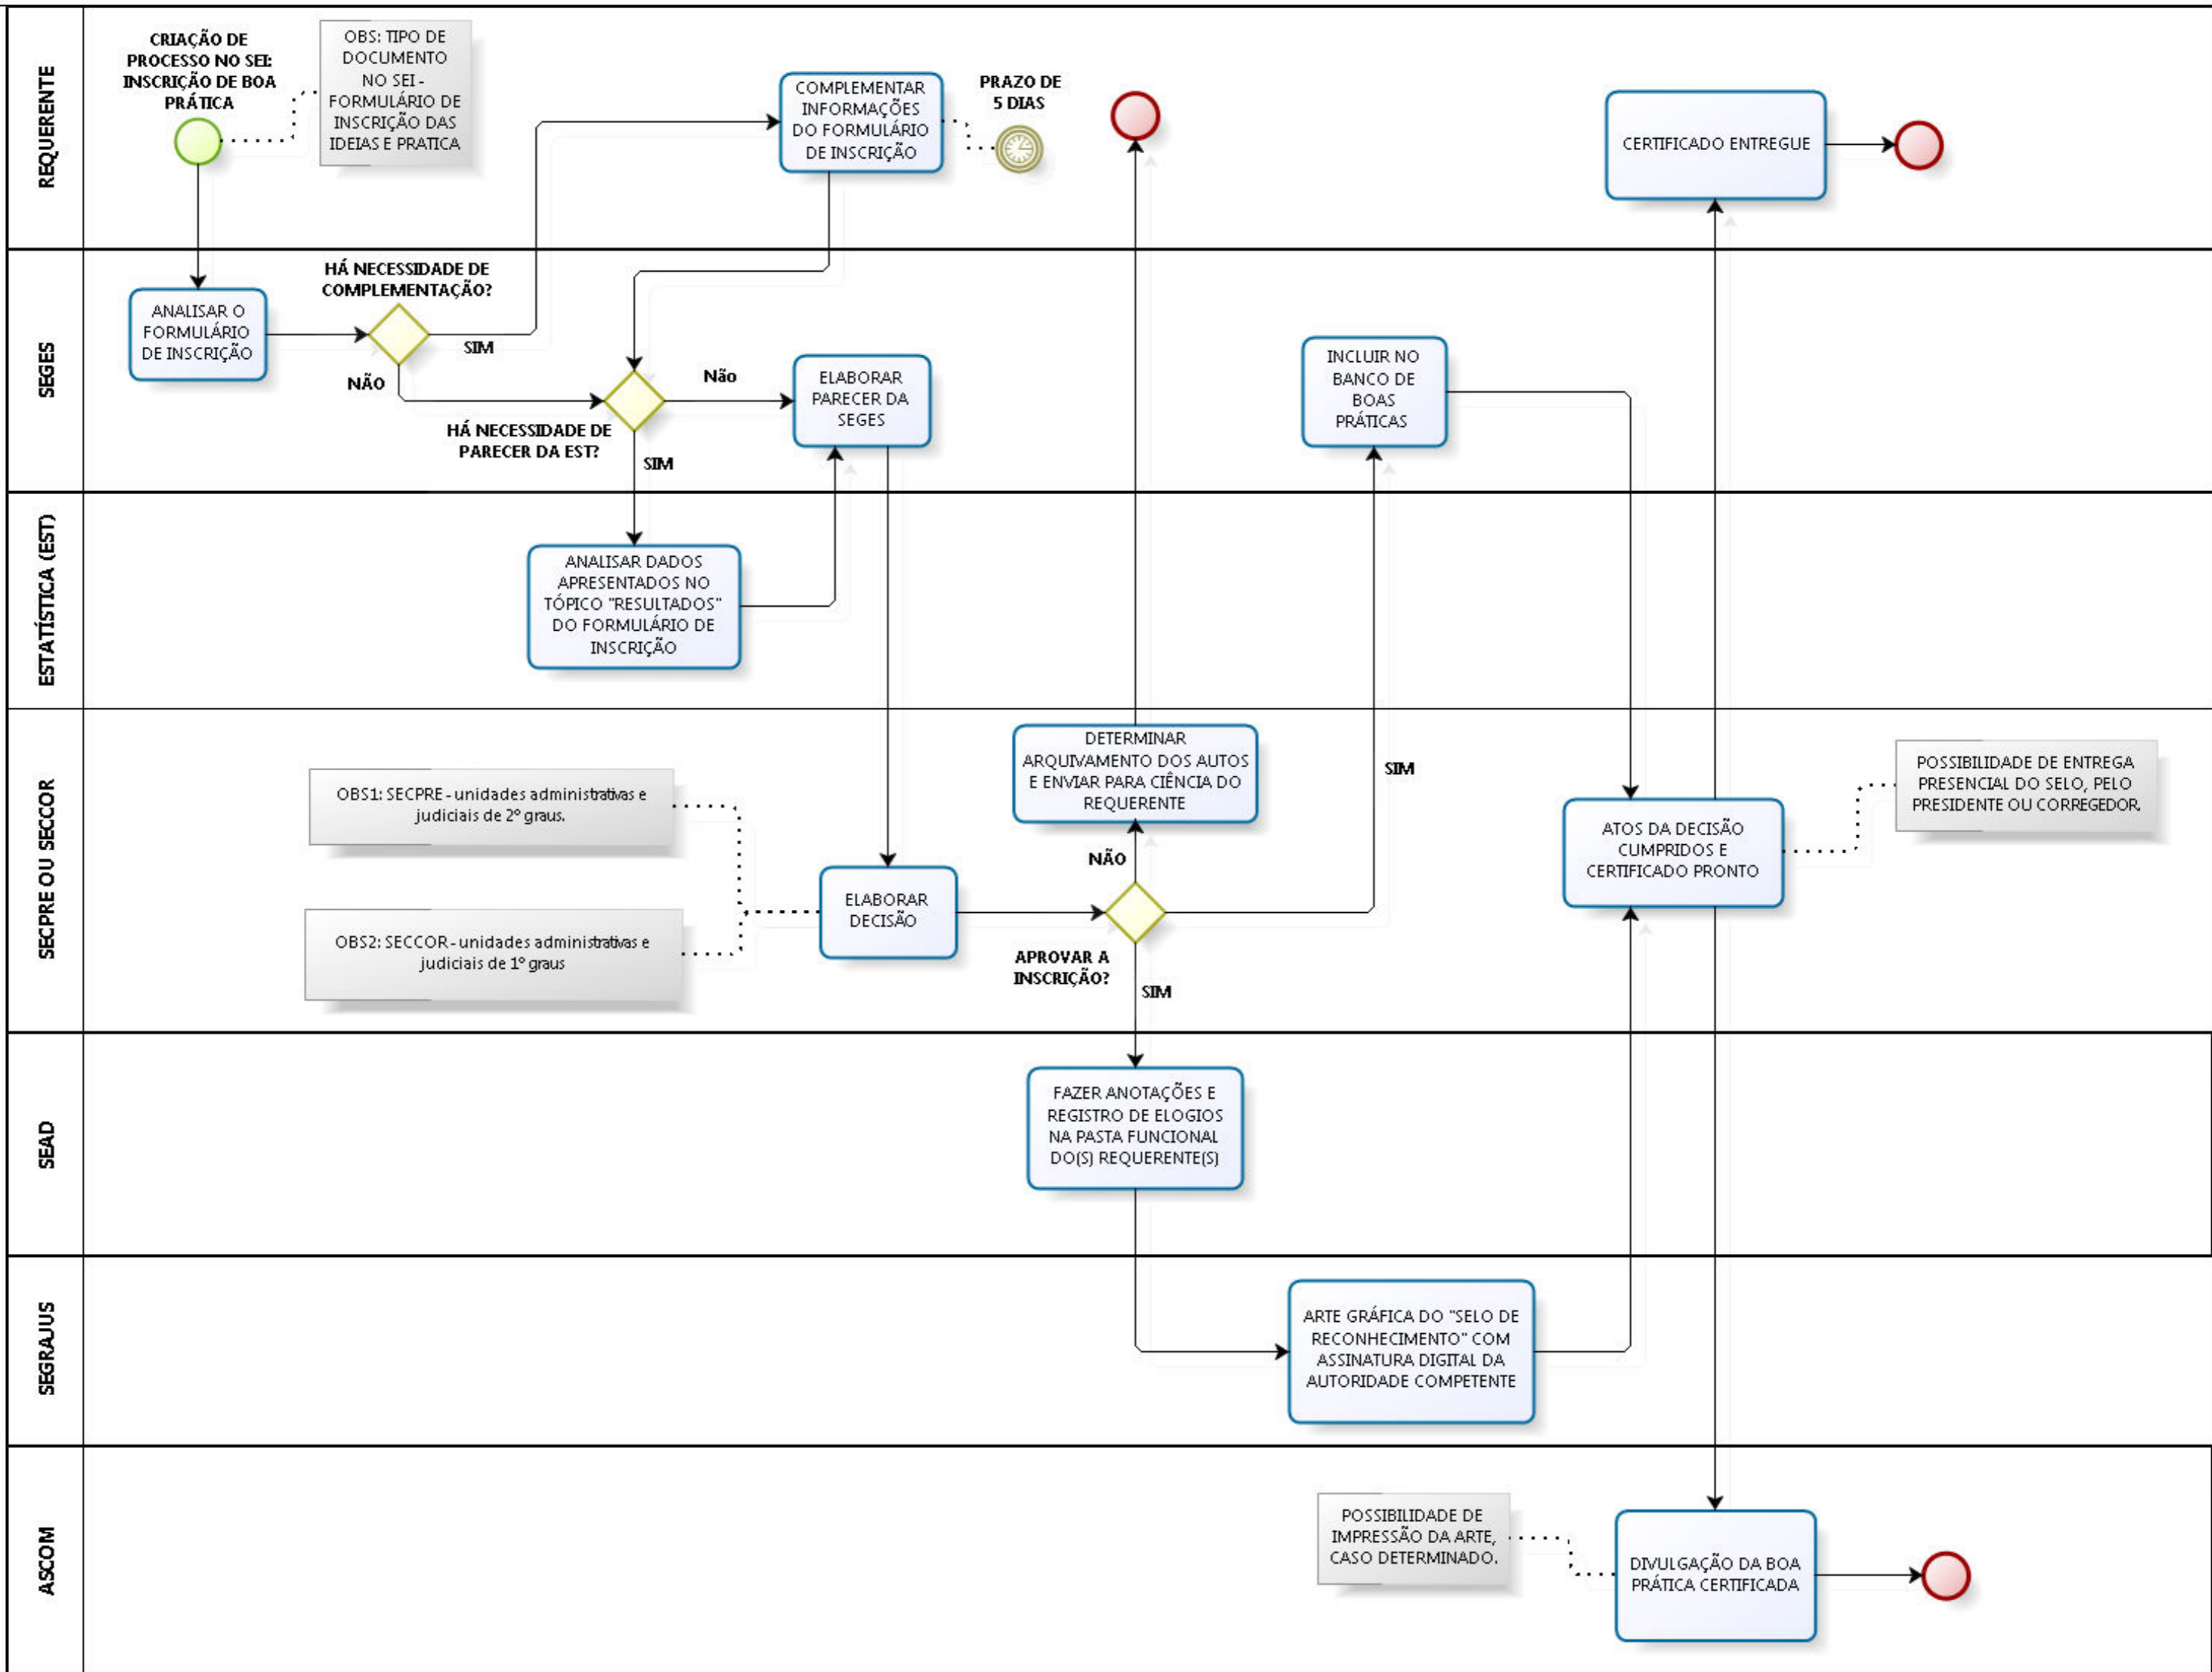 REQUERENTE
CRIAÇÃO DE
PROCESSO NO SEI:
INSCRIÇÃO DE BOA
PRÁTICA
OBS: TIPO DE
DOCUMENTO
NO SEI -
FORMULÁRIO DE
INSCRIÇÃO DAS
IDEIAS E PRATICA
COMPLEMENTAR
INFORMAÇÕES
DO FORMULÁRIO
DE INSCRIÇÃO
PRAZO DE
5 DIAS
CERTIFICADO ENTREGUE
SEGES
ANALISAR O
FORMULÁRIO
DE INSCRIÇÃO
HÁ NECESSIDADE DE
COMPLEMENTAÇÃO?
SIM
NÃO
HÁ NECESSIDADE DE
PARECER DA EST?
Não
SIM
ELABORAR
PARECER DA
SEGES
INCLUIR NO
BANCO DE
BOAS
PRÁTICAS
ESTATÍSTICA (EST)
ANALISAR DADOS
APRESENTADOS NO
TÓPICO "RESULTADOS"
DO FORMULÁRIO DE
INSCRIÇÃO
SECPRE OU SECCOR
OBS1: SECPRE - unidades administrativas e
judiciais de 2º graus.
OBS2: SECCOR - unidades administrativas e
judiciais de 1º graus
ELABORAR
DECISÃO
DETERMINAR
ARQUIVAMENTO DOS AUTOS
E ENVIAR PARA CIÊNCIA DO
REQUERENTE
NÃO
APROVAR A
INSCRIÇÃO?
SIM
SIM
ATOS DA DECISÃO
CUMPRIDOS E
CERTIFICADO PRONTO
POSSIBILIDADE DE ENTREGA
PRESENCIAL DO SELO, PELO
PRESIDENTE OU CORREGEDOR.
SEAD
FAZER ANOTAÇÕES E
REGISTRO DE ELOGIOS
NA PASTA FUNCIONAL
DO(S) REQUERENTE(S)
SEGRAJUS
ARTE GRÁFICA DO "SELO DE
RECONHECIMENTO" COM
ASSINATURA DIGITAL DA
AUTORIDADE COMPETENTE
ASCOM
POSSIBILIDADE DE
IMPRESSÃO DA ARTE,
CASO DETERMINADO.
DIVULGAÇÃO DA BOA
PRÁTICA CERTIFICADA